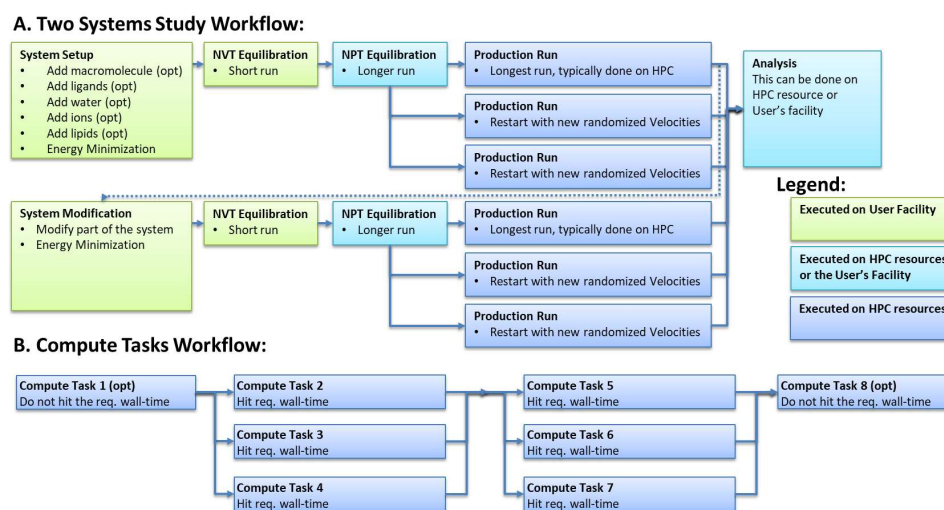 A. Two Systems Study Workflow:
System Setup
• Add macromolecule (opt)
• Add ligands (opt)
• Add water (opt)
• Add ions (opt)
• Add lipids (opt)
• Energy Minimization
NVT Equilibration
• Short run
NPT Equilibration
• Longer run
Production Run
• Longest run, typically done on HPC
Production Run
• Restart with new randomized Velocities
Production Run
• Restart with new randomized Velocities
Analysis
This can be done on
HPC resource or
User's facility
System Modification
• Modify part of the system
• Energy Minimization
NVT Equilibration
• Short run
NPT Equilibration
• Longer run
Production Run
• Longest run, typically done on HPC
Production Run
• Restart with new randomized Velocities
Production Run
• Restart with new randomized Velocities
Legend:
Executed on User Facility
Executed on HPC resources
or the User's Facility
Executed on HPC resources
B. Compute Tasks Workflow:
Compute Task 1 (opt)
Do not hit the req. wall-time
Compute Task 2
Hit req. wall-time
Compute Task 3
Hit req. wall-time
Compute Task 4
Hit req. wall-time
Compute Task 5
Hit req. wall-time
Compute Task 6
Hit req. wall-time
Compute Task 7
Hit req. wall-time
Compute Task 8 (opt)
Do not hit the req. wall-time